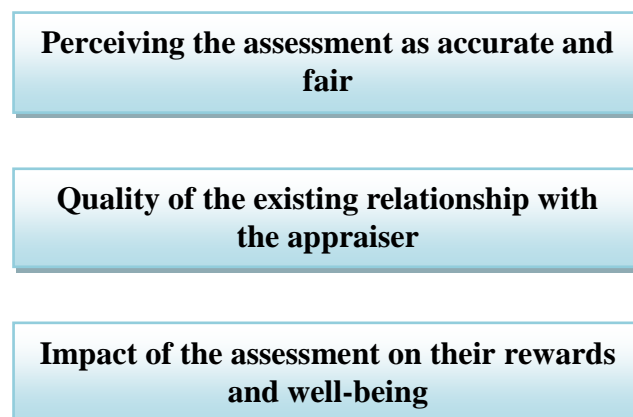 Perceiving the assessment as accurate and
fair
Quality of the existing relationship with
the appraiser
Impact of the assessment on their rewards
and well-being